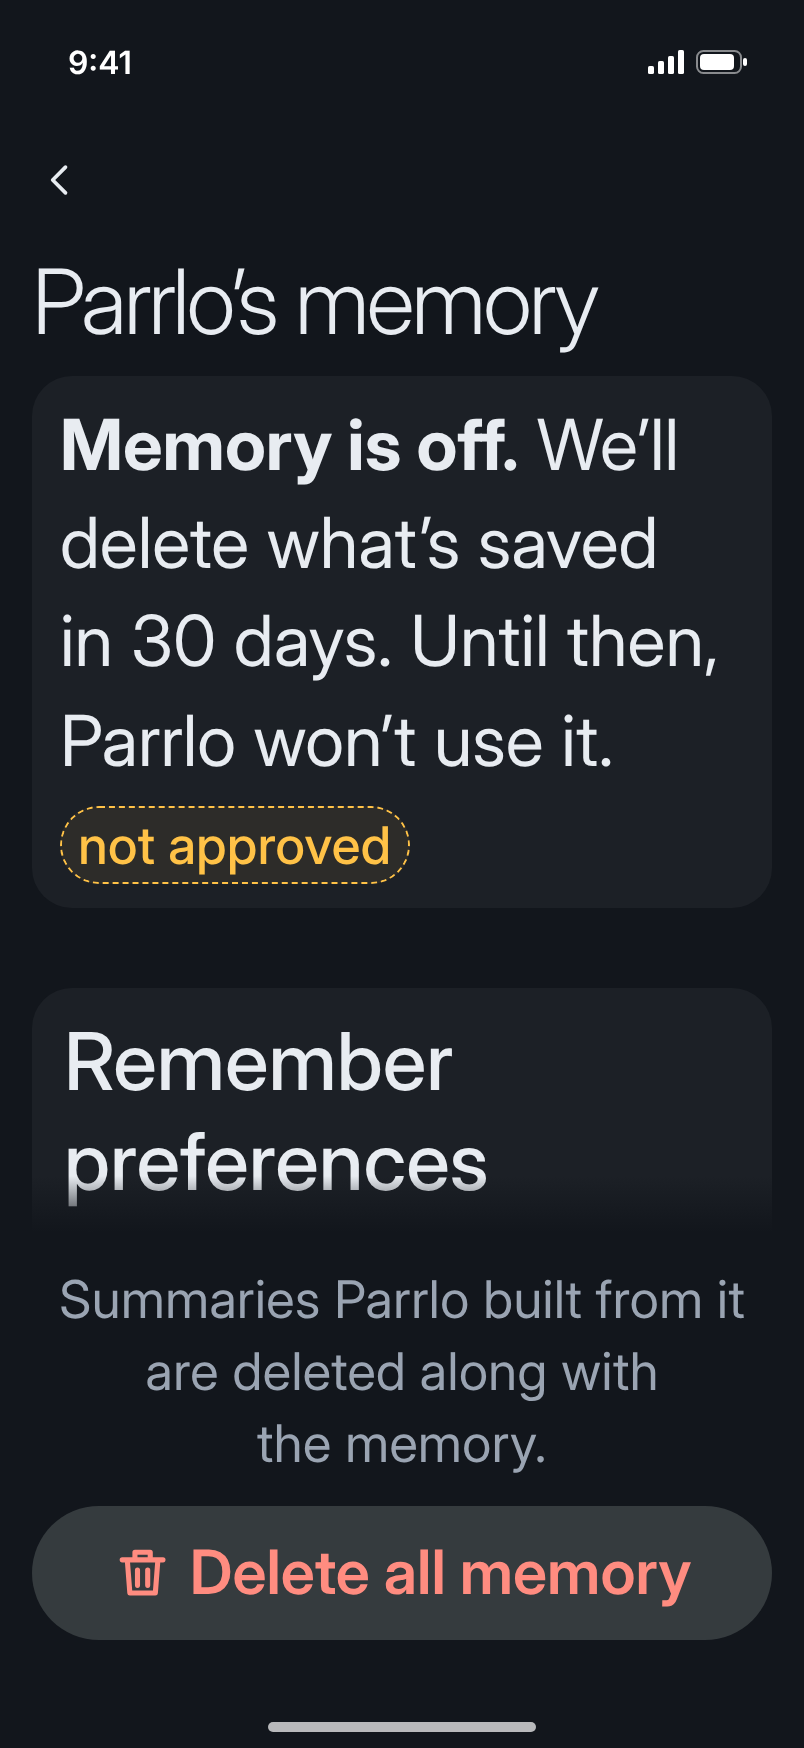 9:41
Parrlo’s memory
Memory is off. We’ll
delete what’s saved
in 30 days. Until then,
Parrlo won’t use it.
not approved
Remember
preferences
Summaries Parrlo built from it
are deleted along with
the memory.
Delete all memory